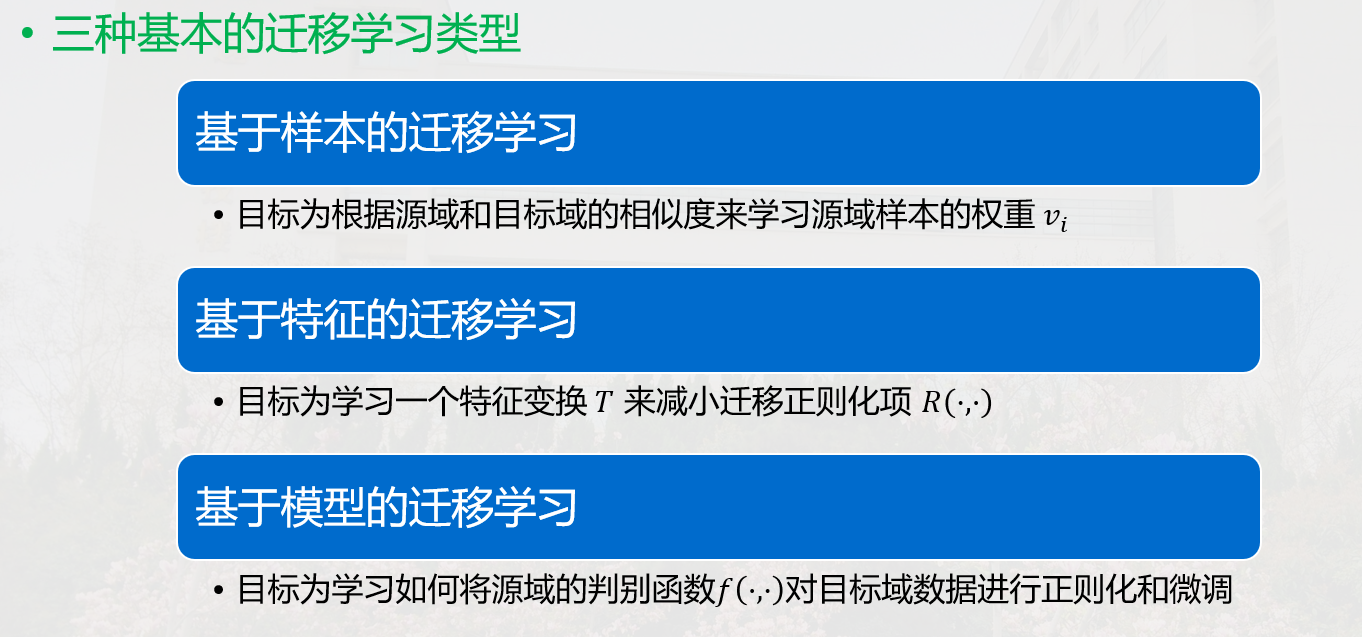 • 三种基本的迁移学习类型
基于样本的迁移学习
• 目标为根据源域和目标域的相似度来学习源域样本的权重 𝑣ᵢ
基于特征的迁移学习
• 目标为学习一个特征变换 𝑇 来减小迁移正则化项 𝑅(·,·)
基于模型的迁移学习
• 目标为学习如何将源域的判别函数𝑓(·,·)对目标域数据进行正则化和微调